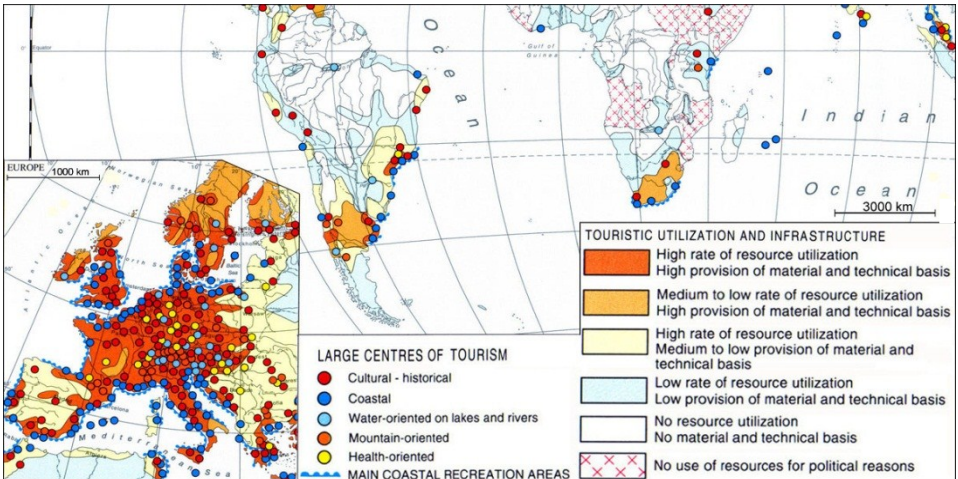 Ocean
Equator
Gulf of
Guinea
Indian
Ocean
3000 km
EUROPE
1000 km
Norwegian Sea
North Sea
Baltic
Sea
Mediterranean Sea
TOURISTIC UTILIZATION AND INFRASTRUCTURE
High rate of resource utilization
High provision of material and technical basis
Medium to low rate of resource utilization
High provision of material and technical basis
High rate of resource utilization
Medium to low provision of material and
technical basis
Low rate of resource utilization
Low provision of material and technical basis
No resource utilization
No material and technical basis
No use of resources for political reasons
LARGE CENTRES OF TOURISM
Cultural - historical
Coastal
Water-oriented on lakes and rivers
Mountain-oriented
Health-oriented
MAIN COASTAL RECREATION AREAS